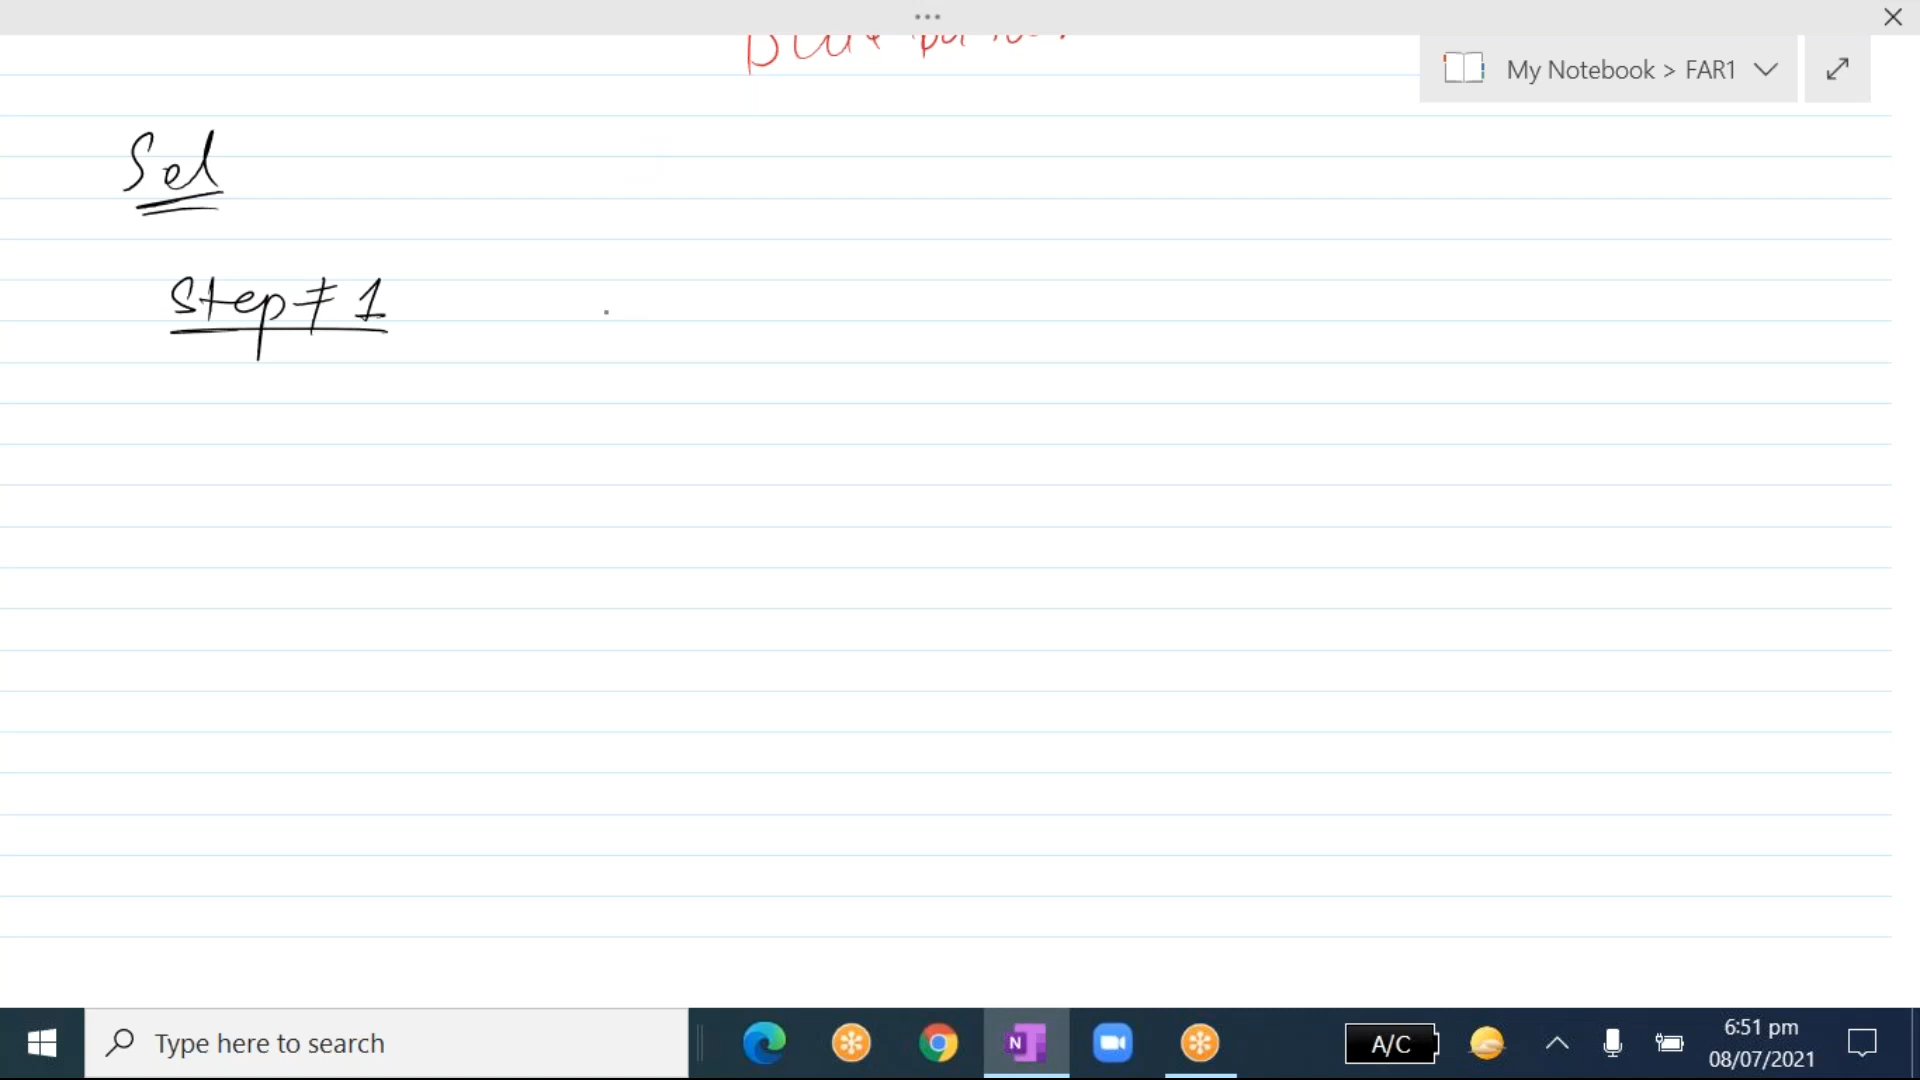 My Notebook > FAR1
Sol
Step # 1
Type here to search
N
A/C
6:51 pm
08/07/2021